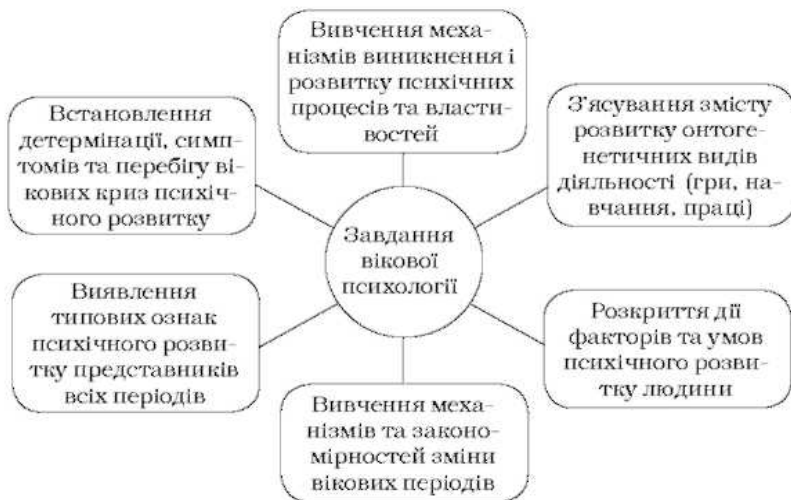 Вивчення меха-
нізмів виникнення і
розвитку психічних
процесів та власти-
востей
Встановлення
детермінації, симп-
томів та перебігу ві-
кових криз психіч-
ного розвитку
З'ясування змісту
розвитку онтоге-
нетичних видів
діяльності (гри, на-
вчання, праці)
Завдання
вікової
психології
Виявлення
типових ознак
психічного розви-
тку представників
всіх періодів
Розкриття дії
факторів та умов
психічного розви-
тку людини
Вивчення меха-
нізмів та законо-
мірностей зміни
вікових періодів